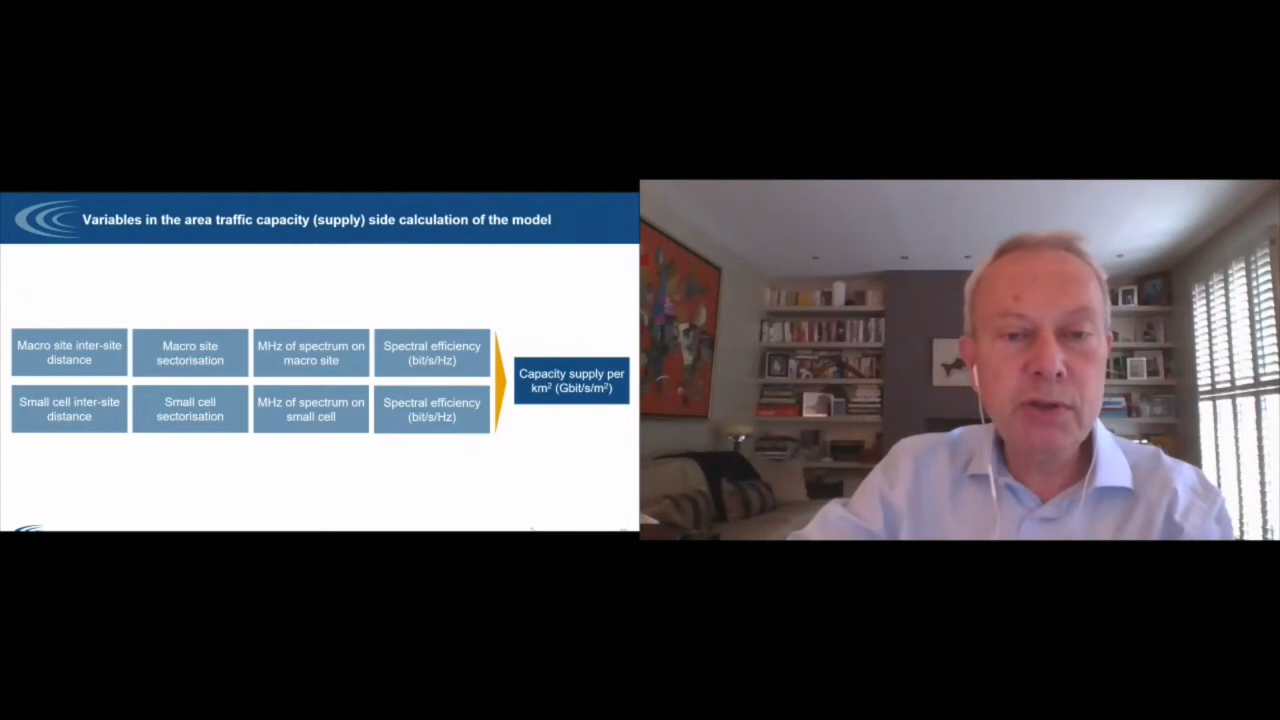 Variables in the area traffic capacity (supply) side calculation of the model
Macro site inter-site
distance
Macro site
sectorisation
MHz of spectrum on
macro site
Spectral efficiency
(bit/s/Hz)
Small cell inter-site
distance
Small cell
sectorisation
MHz of spectrum on
small cell
Spectral efficiency
(bit/s/Hz)
Capacity supply per
km² (Gbit/s/m²)